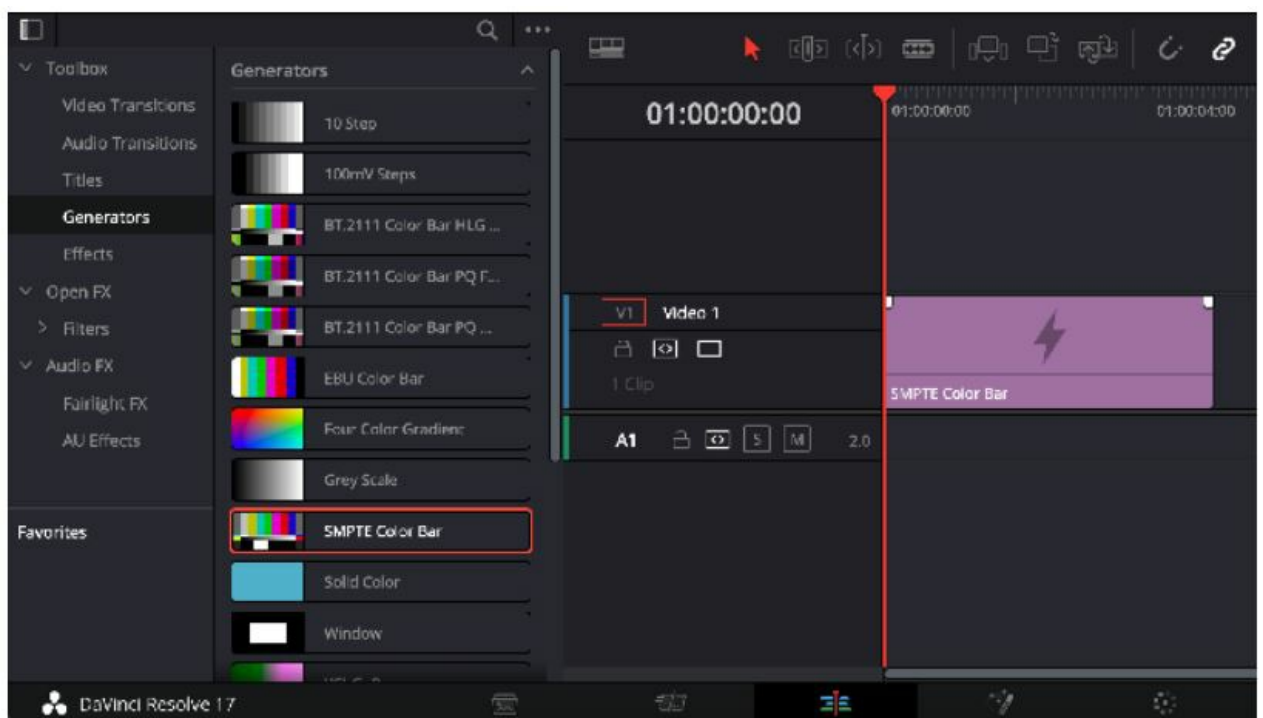 Toolbox
Video Transitions
Audio Transitions
Titles
Generators
Effects
Open FX
Filters
Audio FX
Fairlight FX
AU Effects
Favorites
Generators
10 Step
100mV Steps
BT.2111 Color Bar HLG ...
BT.2111 Color Bar PQ F...
BT.2111 Color Bar PQ ...
EBU Color Bar
Four Color Gradient
Grey Scale
SMPTE Color Bar
Solid Color
Window
01:00:00:00
01:00:00:00
01:00:04:00
V1 Video 1
1 Clip
SMPTE Color Bar
A1 S M 2.0
DaVinci Resolve 17